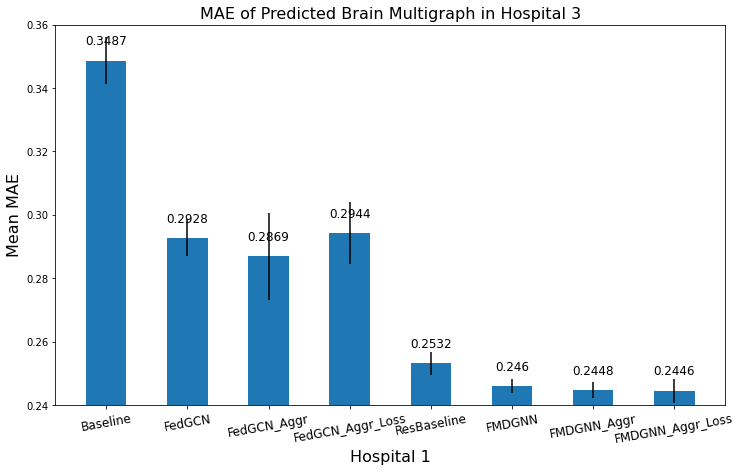 MAE of Predicted Brain Multigraph in Hospital 3
Mean MAE
0.36
0.34
0.32
0.30
0.28
0.26
0.24
0.3487
0.2928
0.2869
0.2944
0.2532
0.246
0.2448
0.2446
Baseline
FedGCN
FedGCN_Aggr
FedGCN_Aggr_Loss
ResBaseline
FMDGNN
FMDGNN_Aggr
FMDGNN_Aggr_Loss
Hospital 1